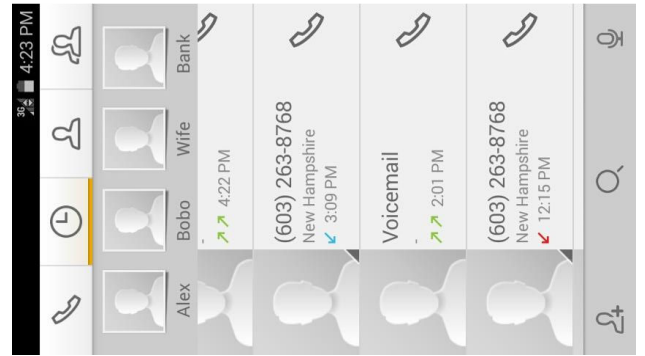 3G 4:23 PM
Alex Bobo Wife Bank
- 
4:22 PM
(603) 263-8768
New Hampshire
3:09 PM
Voicemail
-
2:01 PM
(603) 263-8768
New Hampshire
12:15 PM